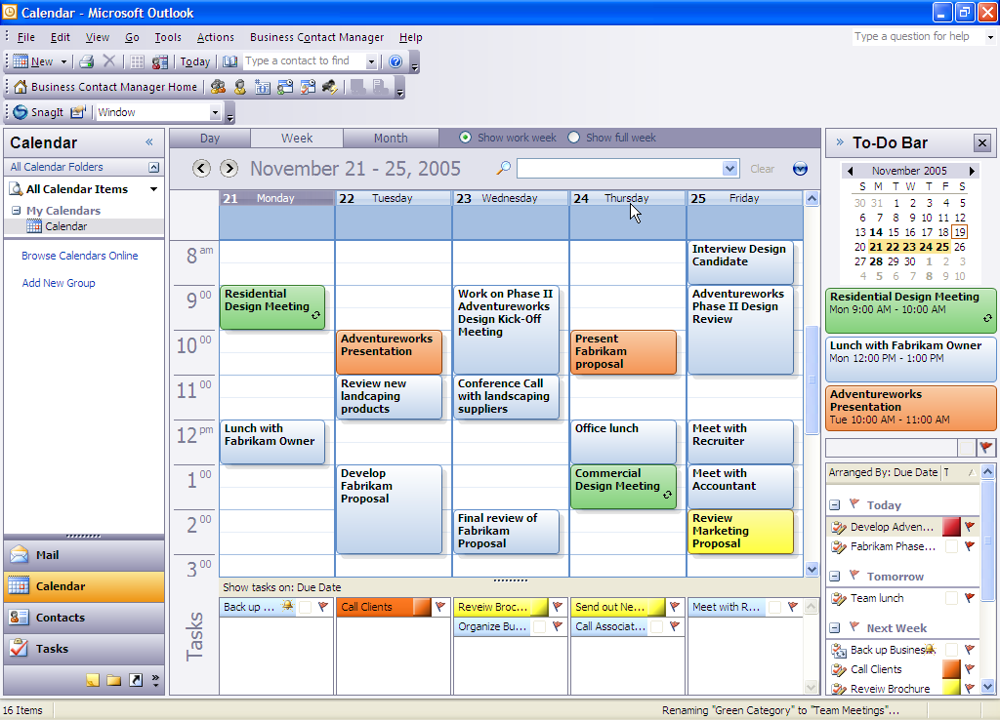 Calendar - Microsoft Outlook
File Edit View Go Tools Actions Business Contact Manager Help
Type a question for help
New Today Type a contact to find
Business Contact Manager Home
SnagIt Window
Calendar «
All Calendar Folders
All Calendar Items
My Calendars
Calendar
Browse Calendars Online
Add New Group
Mail
Calendar
Contacts
Tasks
»
Day Week Month Show work week Show full week
November 21 - 25, 2005 Clear
21 Monday 22 Tuesday 23 Wednesday 24 Thursday 25 Friday
8 am
9 00
10 00
11 00
12 pm
1 00
2 00
3 00
Residential
Design Meeting
Lunch with
Fabrikam Owner
Adventureworks
Presentation
Review new
landcaping
products
Develop
Fabrikam
Proposal
Work on Phase II
Adventureworks
Design Kick-Off
Meeting
Conference Call
with landscaping
suppliers
Final review of
Fabrikam
Proposal
Present
Fabrikam
proposal
Office lunch
Commercial
Design Meeting
Interview Design
Candidate
Adventureworks
Phase II Design
Review
Meet with
Recruiter
Meet with
Accountant
Review
Marketing
Proposal
Show tasks on: Due Date
Tasks
Back up ...
Call Clients
Reveiw Broc...
Organize Bu...
Send out Ne...
Call Associat...
Meet with R...
» To-Do Bar
November 2005
S M T W T F S
30 31 1 2 3 4 5
6 7 8 9 10 11 12
13 14 15 16 17 18 19
20 21 22 23 24 25 26
27 28 29 30 1 2 3
4 5 6 7 8 9 10
Residential Design Meeting
Mon 9:00 AM - 10:00 AM
Lunch with Fabrikam Owner
Mon 12:00 PM - 1:00 PM
Adventureworks
Presentation
Tue 10:00 AM - 11:00 AM
Arranged By: Due Date T
Today
Develop Adven...
Fabrikam Phase...
Tomorrow
Team lunch
Next Week
Back up Busines...
Call Clients
Reveiw Brochure
16 Items
Renaming "Green Category" to "Team Meetings"...